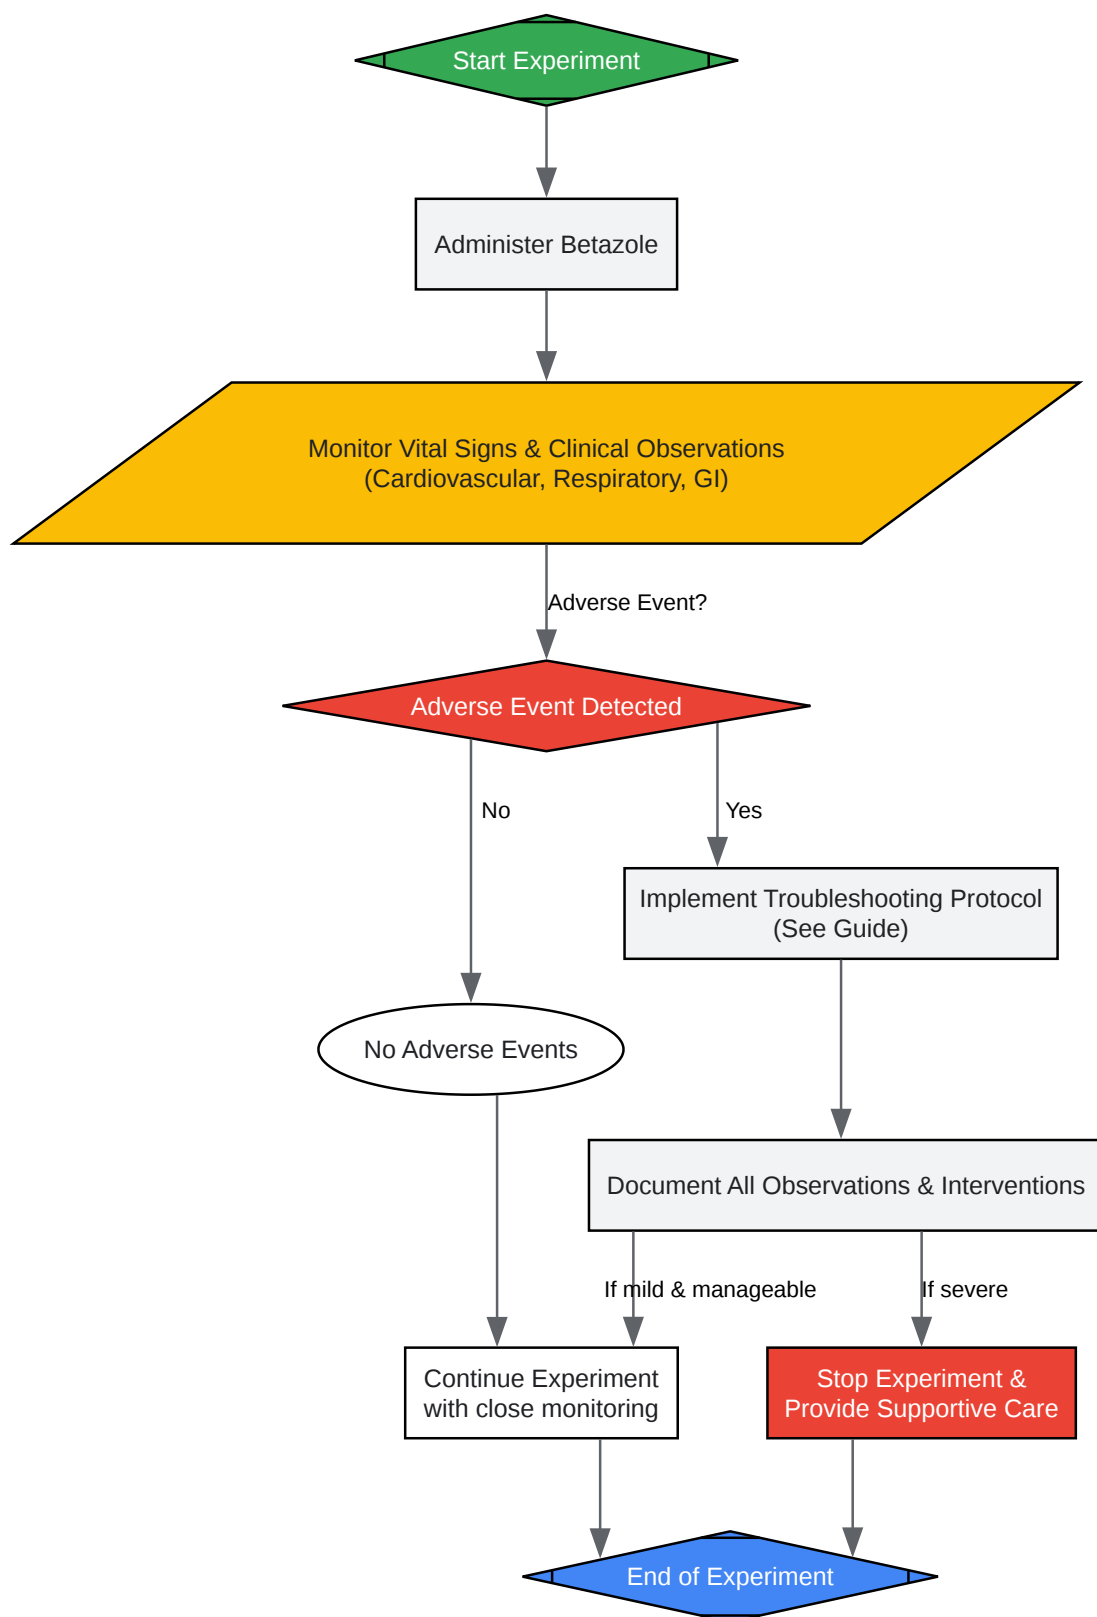 Start Experiment
Administer Betazole
Monitor Vital Signs & Clinical Observations
(Cardiovascular, Respiratory, GI)
Adverse Event?
Adverse Event Detected
No
Yes
Implement Troubleshooting Protocol
(See Guide)
No Adverse Events
Document All Observations & Interventions
If mild & manageable
If severe
Continue Experiment
with close monitoring
Stop Experiment &
Provide Supportive Care
End of Experiment